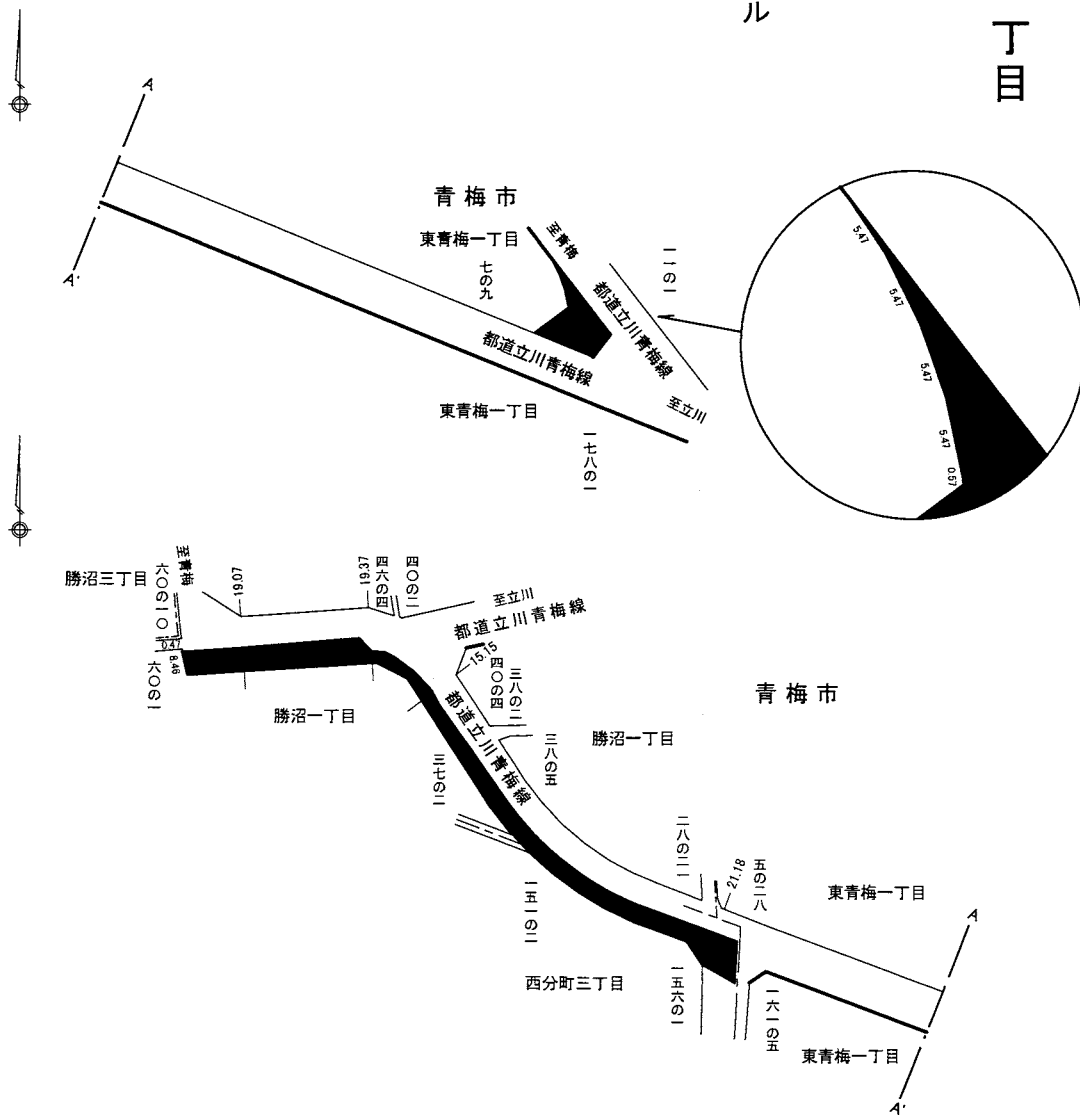 ル
丁目
A
A'
青梅市
東青梅一丁目
七の九
至青梅
一一の一
都道立川青梅線
都道立川青梅線
至立川
東青梅一丁目
一七八の一
5.47
5.47
5.47
5.47
0.57
勝沼三丁目
六〇の一〇
至青梅
19.07
19.37
四六の四
四〇の二
至立川
都道立川青梅線
0.47
8.46
六〇の一
15.15
四〇の四
三八の二
勝沼一丁目
都道立川青梅線
三八の五
勝沼一丁目
青梅市
三七の二
二八の二一
21.18
五の二八
東青梅一丁目
一五一の二
西分町三丁目
一五六の一
一六一の五
東青梅一丁目
A
A'